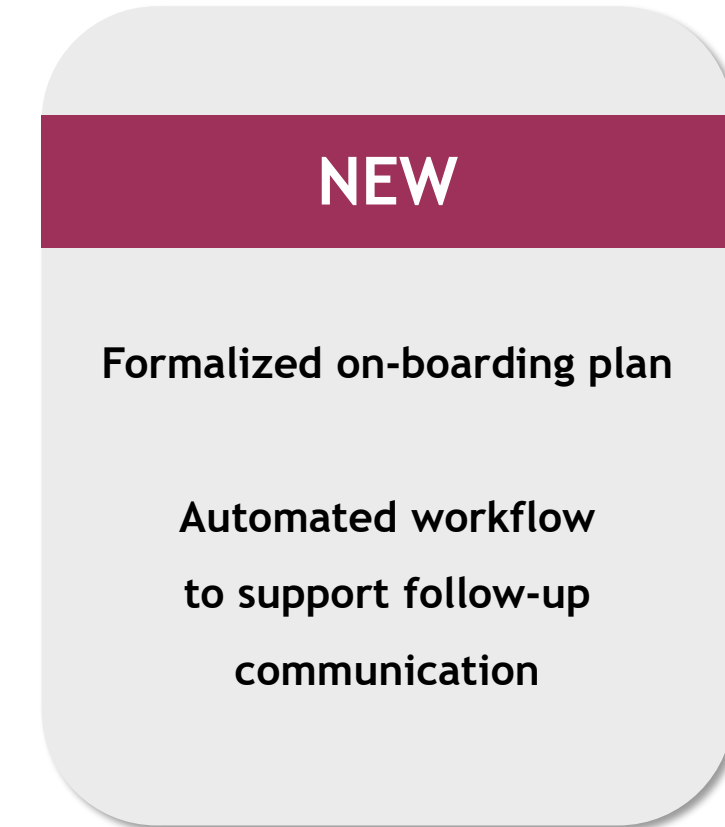 NEW
Formalized on-boarding plan
Automated workflow
to support follow-up
communication